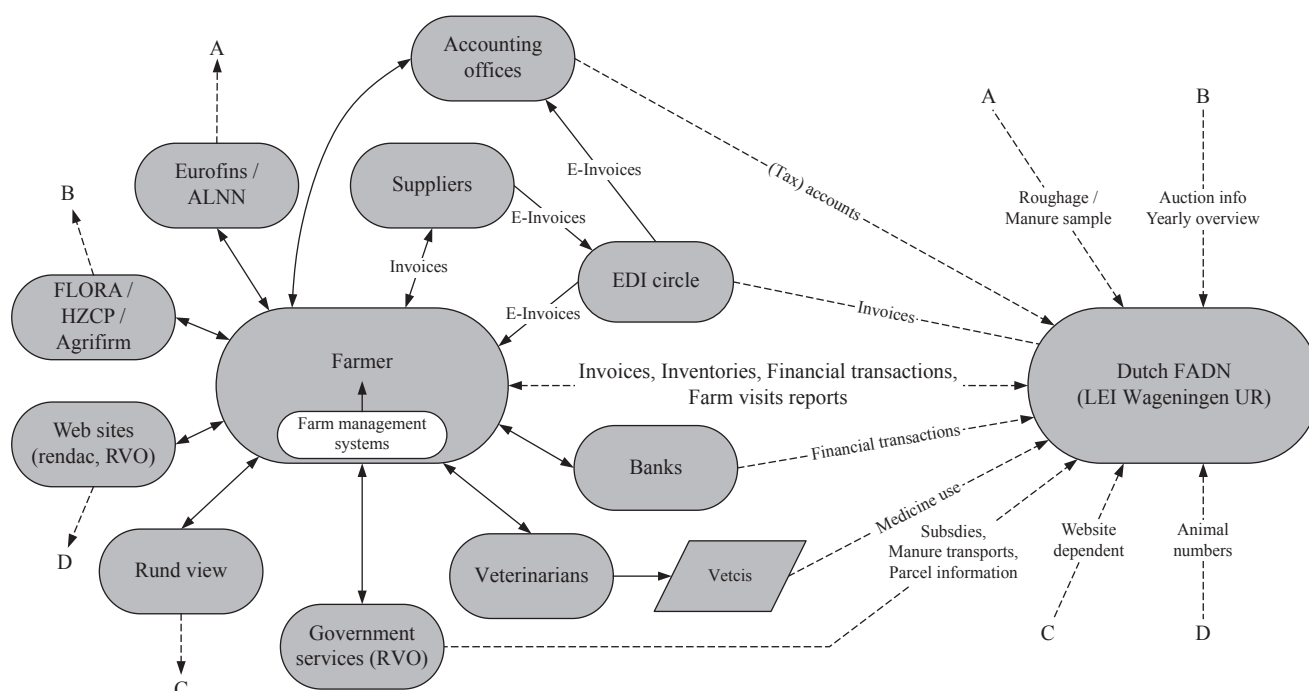 A
Accounting
offices
A
B
Eurofins /
ALNN
Suppliers
E-Invoices
(Tax) accounts
Roughage /
Manure sample
Auction info
Yearly overview
B
E-Invoices
Invoices
EDI circle
FLORA /
HZCP /
Agrifirm
E-Invoices
Invoices
Farmer
Farm management
systems
Invoices, Inventories, Financial transactions,
Farm visits reports
Dutch FADN
(LEI Wageningen UR)
Web sites
(rendac, RVO)
Banks
Financial transactions
D
Rund view
Veterinarians
Vetcis
Medicine use
Subsdies,
Manure transports,
Parcel information
Website
dependent
Animal
numbers
C
Government
services (RVO)
C
D